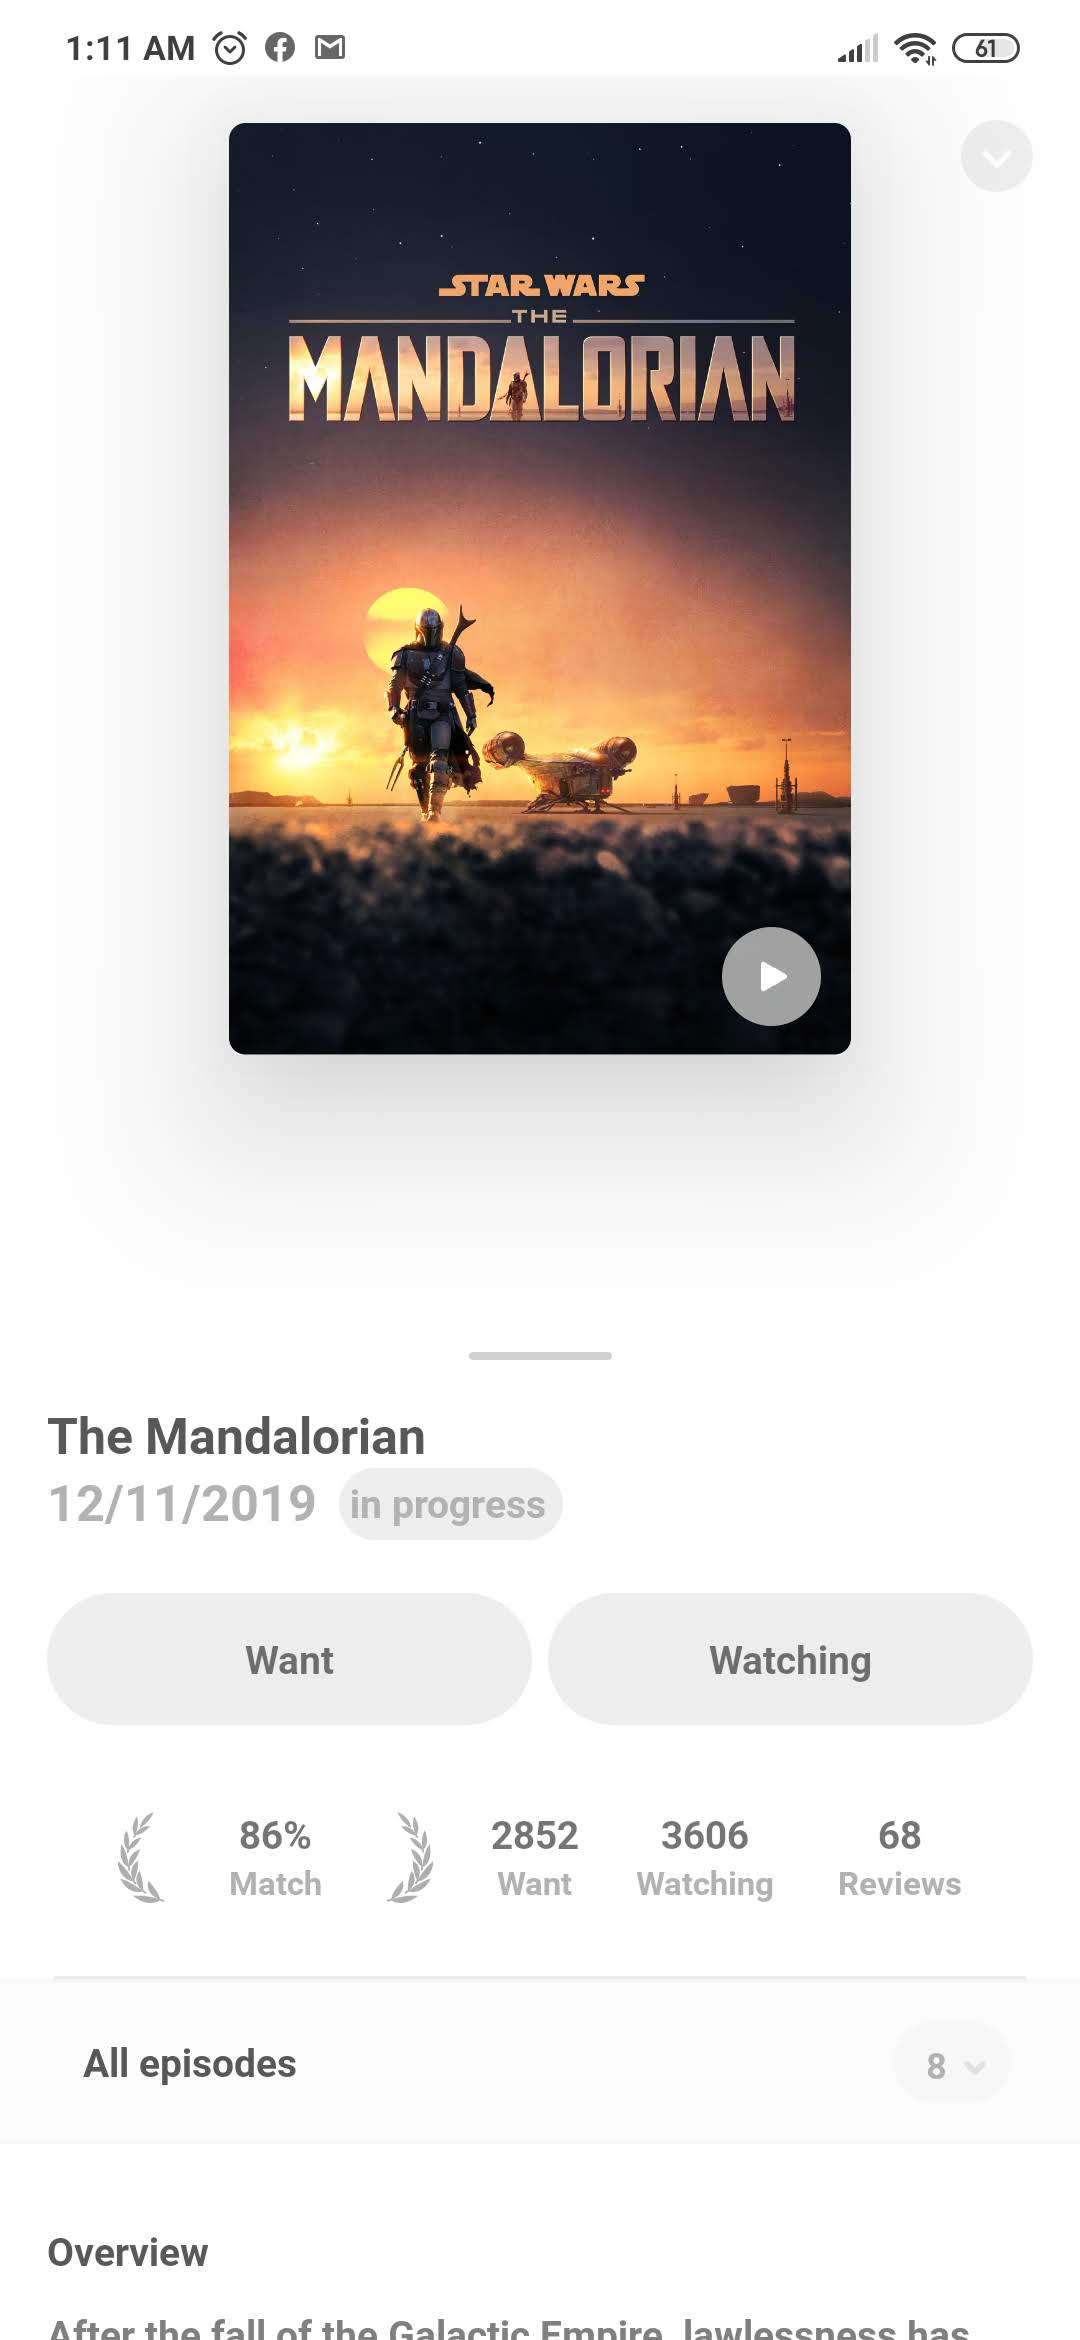 1:11 AM
61
STAR WARS
THE
MANDALORIAN
The Mandalorian
12/11/2019 in progress
Want Watching
86% 2852 3606 68
Match Want Watching Reviews
All episodes 8
Overview
After the fall of the Galactic Empire, lawlessness has